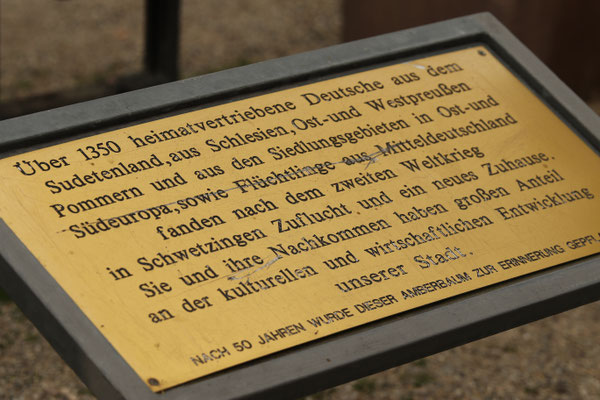 Über 1350 heimatvertriebene Deutsche aus dem
Sudetenland, aus Schlesien, Ost- und Westpreußen
Pommern und aus den Siedlungsgebieten in Ost- und
Südeuropa, sowie Flüchtlinge aus Mitteldeutschland
fanden nach dem zweiten Weltkrieg
in Schwetzingen Zuflucht und ein neues Zuhause.
Sie und ihre Nachkommen haben großen Anteil
an der kulturellen und wirtschaftlichen Entwicklung
unserer Stadt.
NACH 50 JAHREN WURDE DIESER AMBERBAUM ZUR ERINNERUNG GEPFL